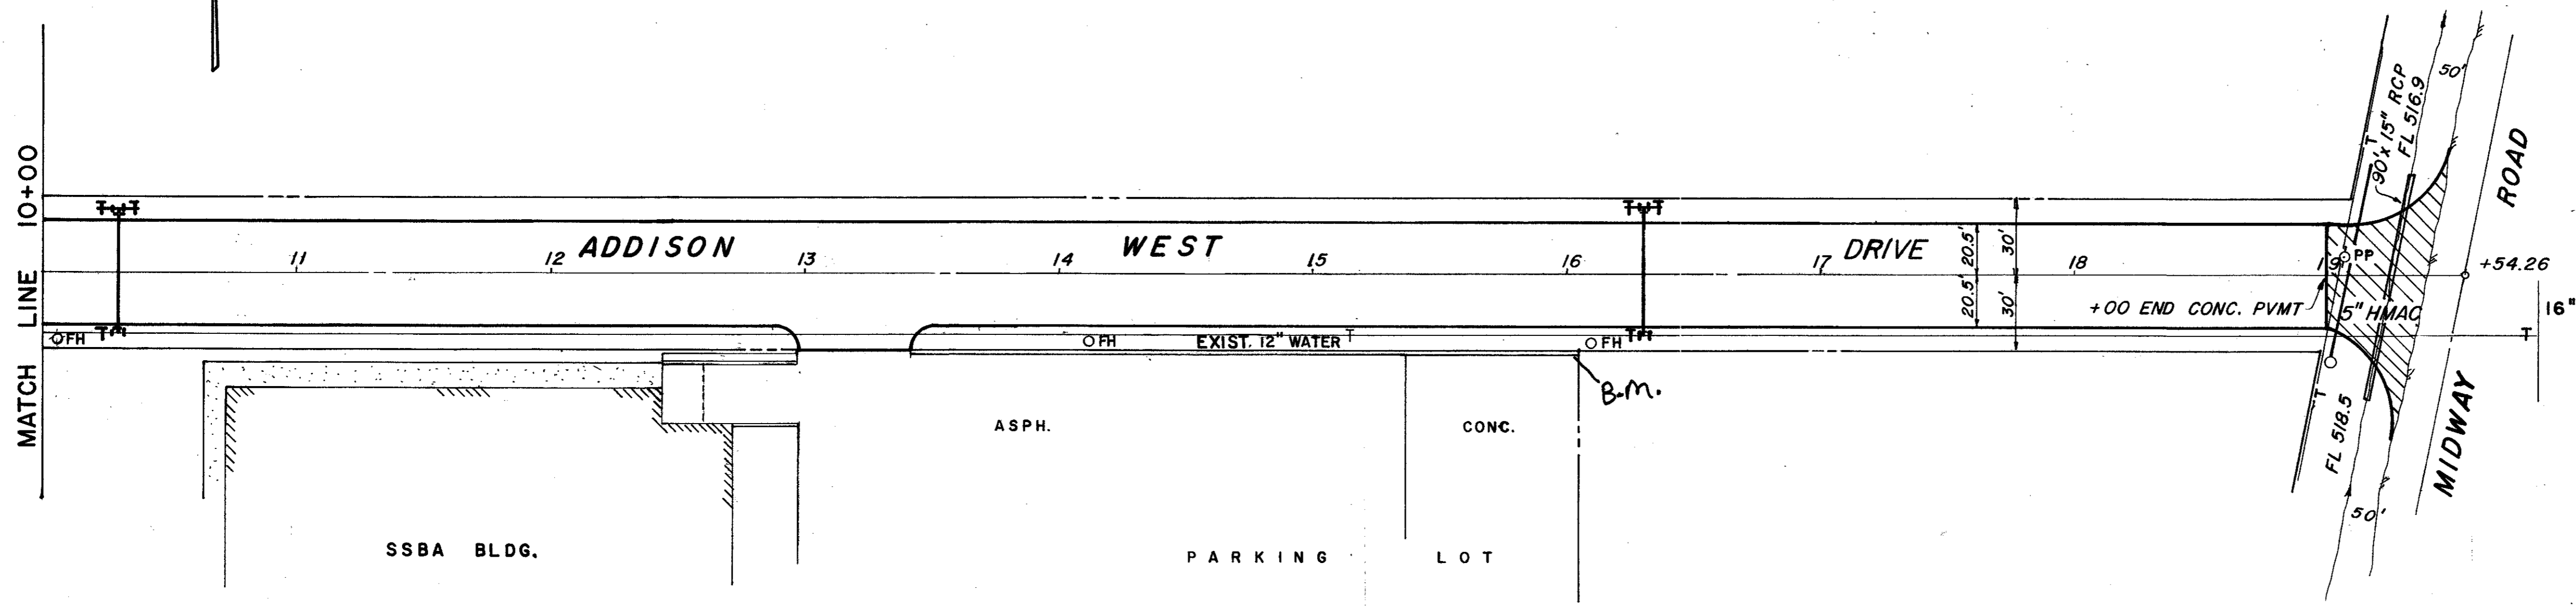 MATCH LINE 10+00
ADDISON WEST DRIVE
11 12 13 14 15 16 17 18 19
20.5' 30'
20.5' 30'
T T
T T
T
T
FH
FH
FH
EXIST. 12" WATER T
B.M.
ASPH.
CONC.
SSBA BLDG.
PARKING LOT
+00 END CONC. PVMT
5" HMAC
PP
T
90' x 15" RCP
FL 516.9
50'
ROAD
+54.26
16"
T
T
FL 518.5
MIDWAY
50'